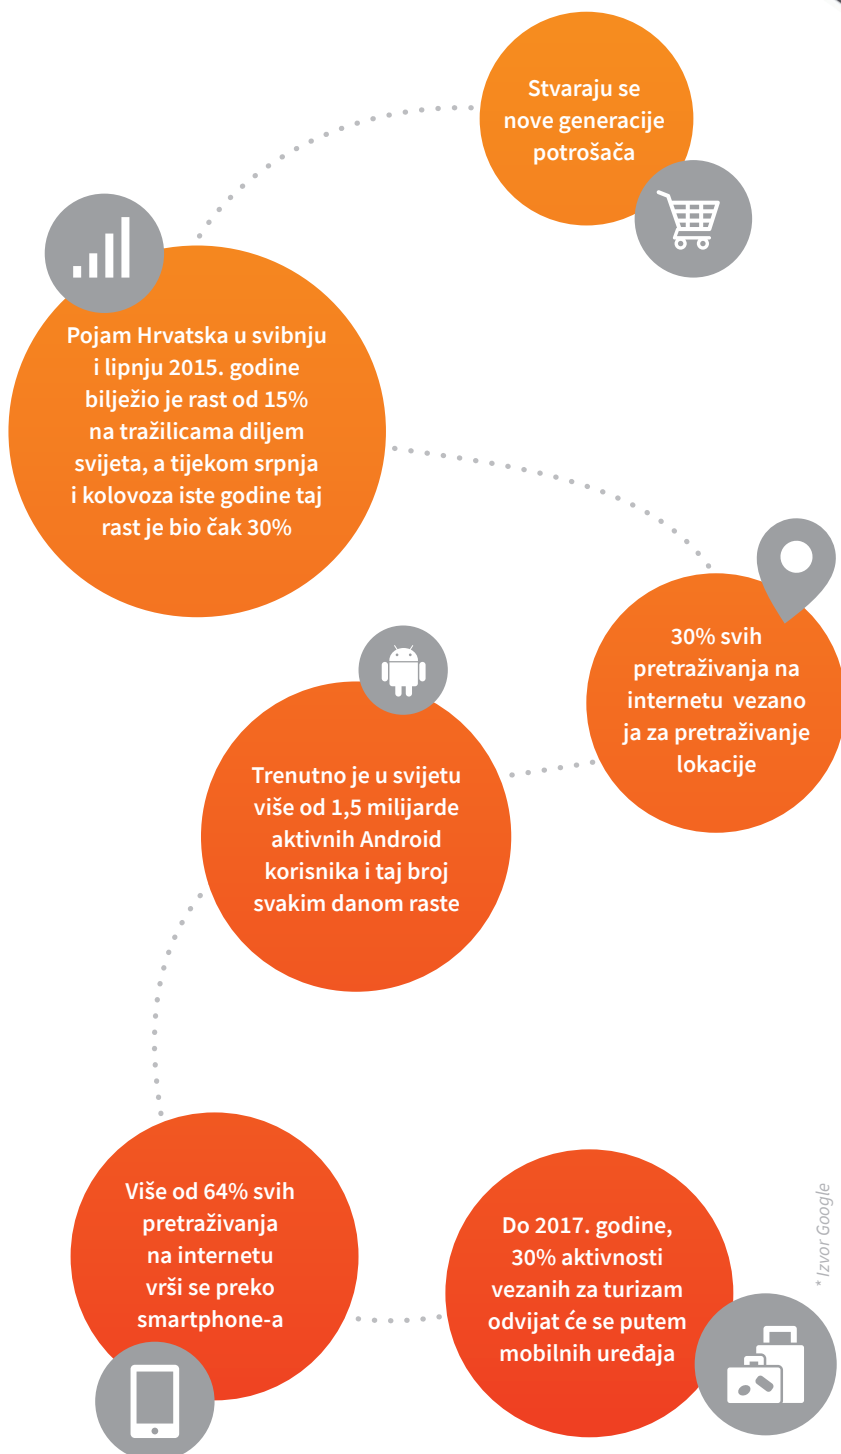 Stvaraju se
nove generacije
potrošača
Pojam Hrvatska u svibnju
i lipnju 2015. godine
bilježio je rast od 15%
na tražilicama diljem
svijeta, a tijekom srpnja
i kolovoza iste godine taj
rast je bio čak 30%
30% svih
pretraživanja na
internetu vezano
ja za pretraživanje
lokacije
Trenutno je u svijetu
više od 1,5 milijarde
aktivnih Android
korisnika i taj broj
svakim danom raste
Više od 64% svih
pretraživanja
na internetu
vrši se preko
smartphone-a
Do 2017. godine,
30% aktivnosti
vezanih za turizam
odvijat će se putem
mobilnih uređaja
* Izvor Google